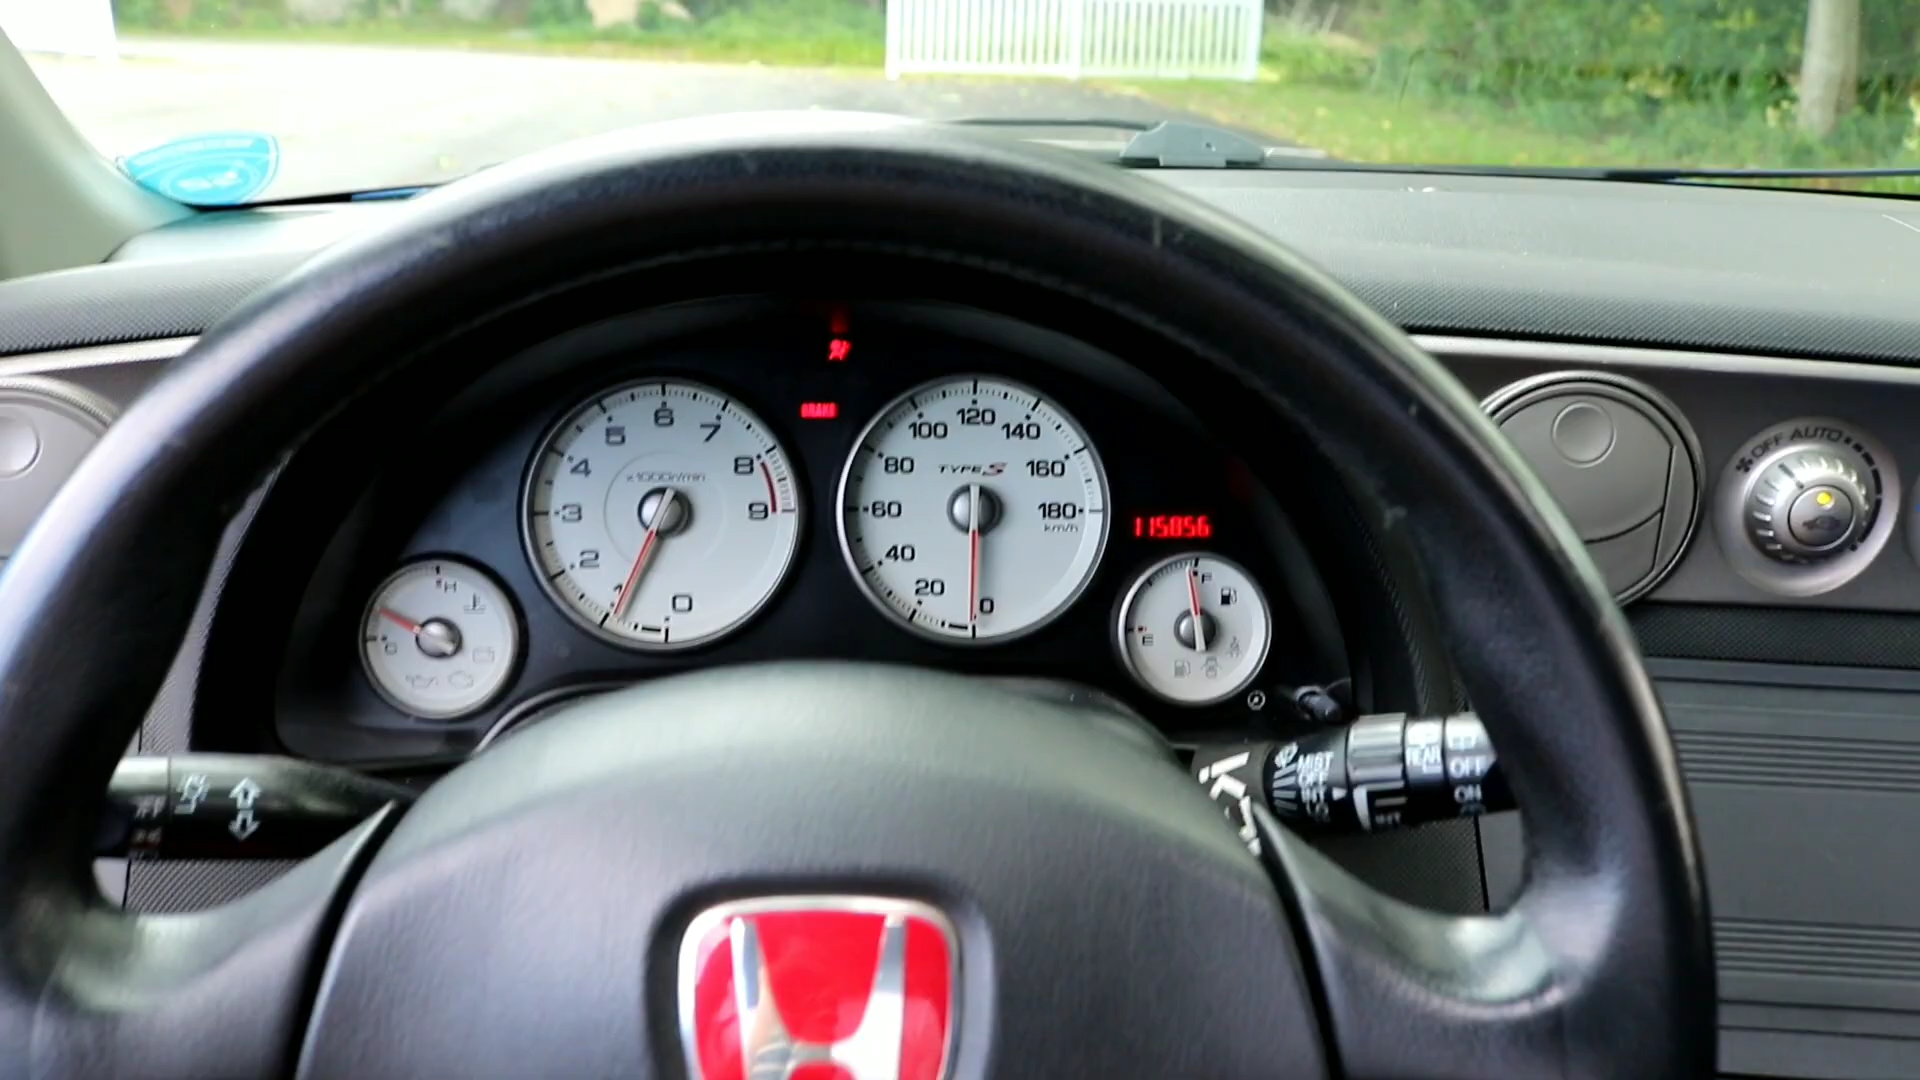 BRAKE
5
6
7
4
8
x1000r/min
3
9
2
1
0
100
120
140
80
TYPE S
160
60
180
km/h
40
20
0
115856
H
C
F
E
OFF AUTO
MIST
OFF
INT
REAR
OFF
ON